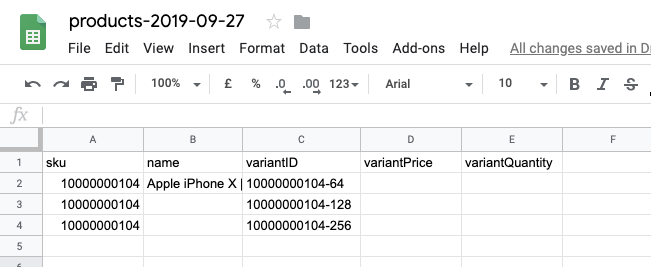 products-2019-09-27
File Edit View Insert Format Data Tools Add-ons Help All changes saved in D
100% £ % .0 .00 123 Arial 10 B I S
fx
A B C D E F
1 sku name variantID variantPrice variantQuantity
2 10000000104 Apple iPhone X | 10000000104-64
3 10000000104 10000000104-128
4 10000000104 10000000104-256
5
6